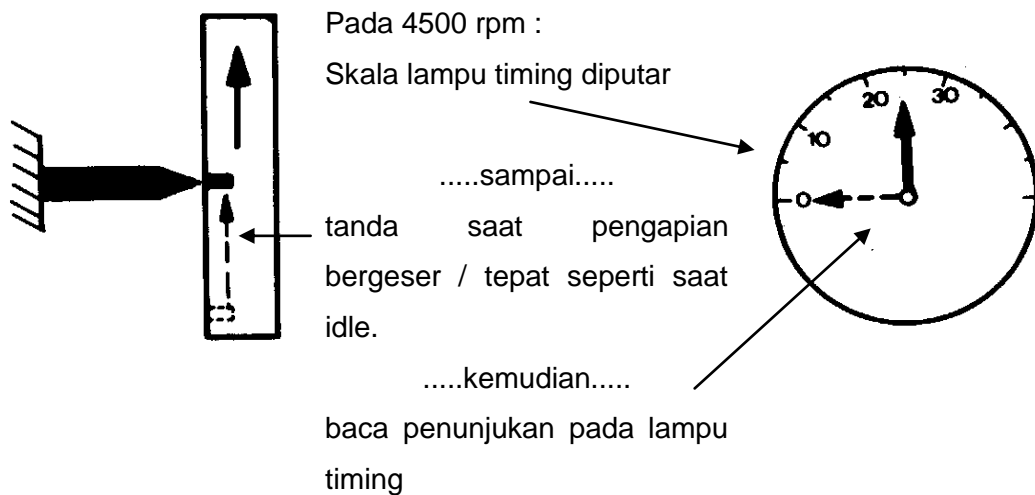 Pada 4500 rpm :
Skala lampu timing diputar
.....sampai.....
tanda saat pengapian
bergeser / tepat seperti saat
idle.
.....kemudian.....
baca penunjukan pada lampu
timing
0
10
20
30